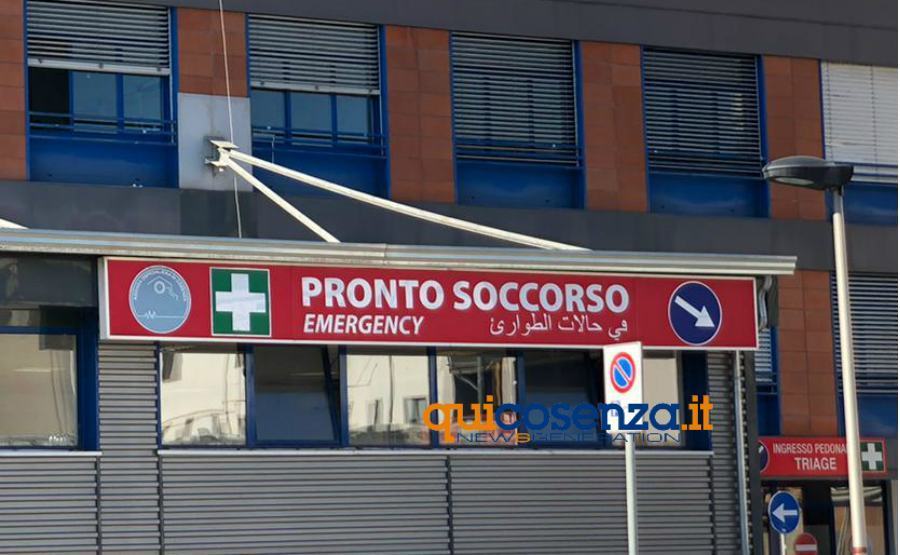 PRONTO SOCCORSO
EMERGENCY في حالات الطوارئ
quicosenza.it
NEW GENERATION
INGRESSO PEDONALE
TRIAGE